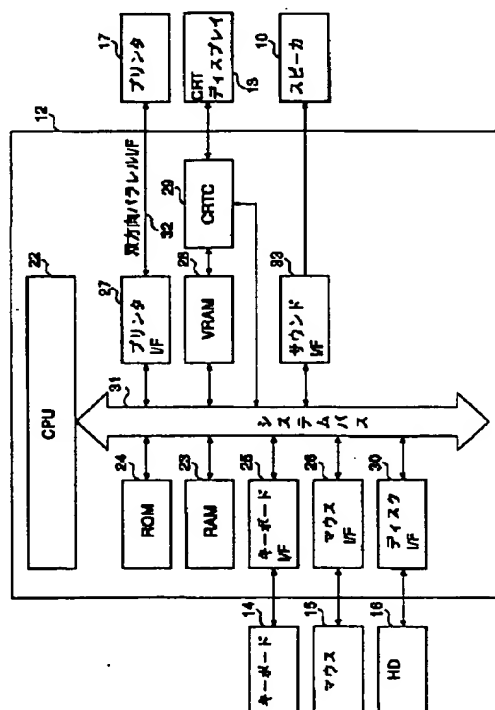 12
22
CPU
31
24
ROM
27
プリンタ
I/F
双方向パラレルI/F
32
17
プリンタ
23
RAM
28
VRAM
29
CRTC
CRT
ディスプレイ
13
14
キーボード
25
キーボード
I/F
システムバス
15
マウス
26
マウス
I/F
33
サウンド
I/F
10
スピーカ
16
HD
30
ディスク
I/F